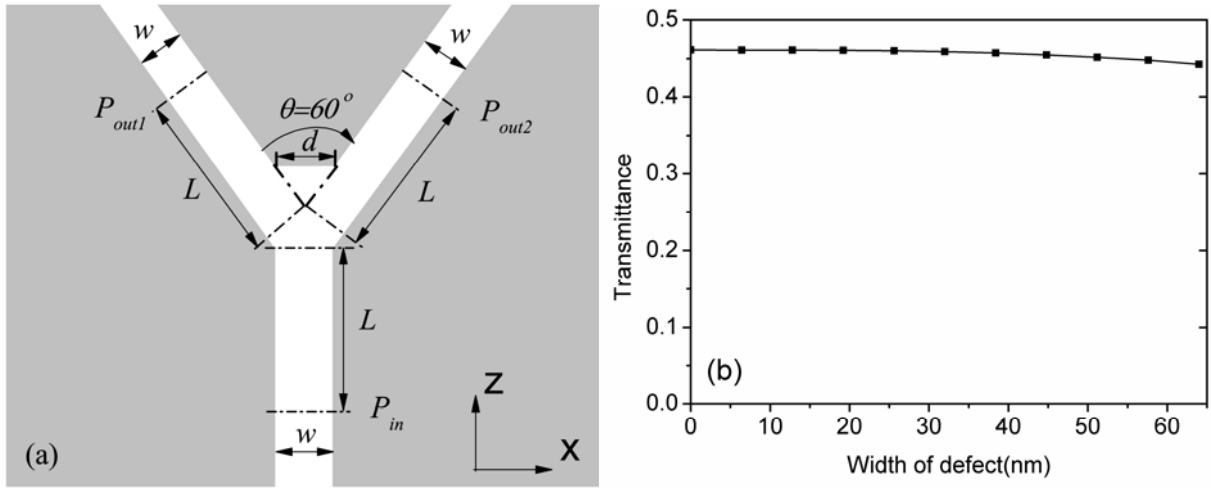 w
w
P_out1
θ=60°
P_out2
d
L
L
L
P_in
w
z
x
(a)
0.5
0.4
0.3
0.2
0.1
0.0
Transmittance
(b)
0 10 20 30 40 50 60
Width of defect(nm)